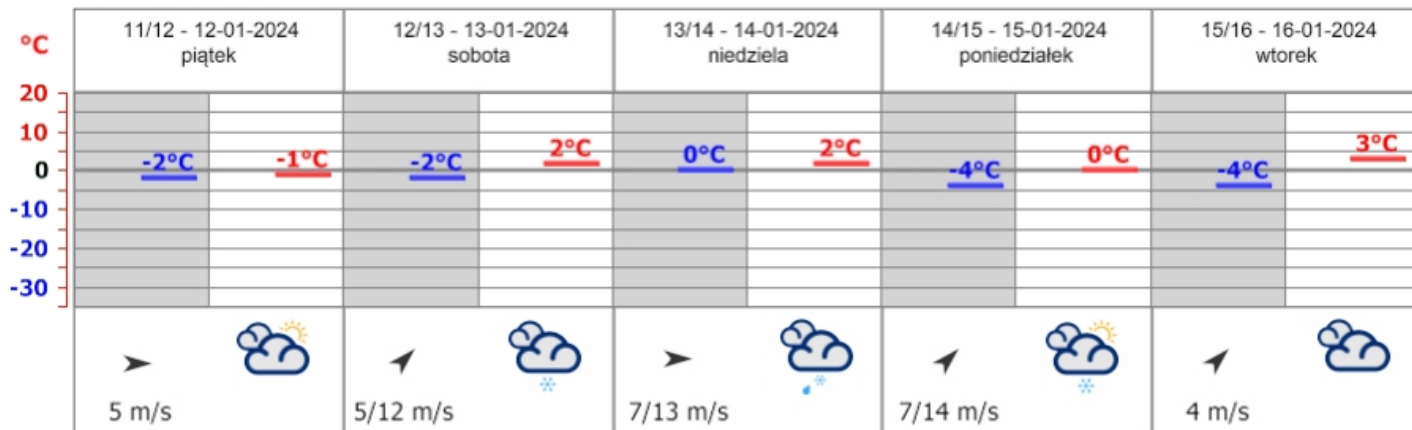 °C
11/12 - 12-01-2024
piątek
12/13 - 13-01-2024
sobota
13/14 - 14-01-2024
niedziela
14/15 - 15-01-2024
poniedziałek
15/16 - 16-01-2024
wtorek
20
10
0
-10
-20
-30
-2°C
-1°C
-2°C
2°C
0°C
2°C
-4°C
0°C
-4°C
3°C
5 m/s
5/12 m/s
7/13 m/s
7/14 m/s
4 m/s